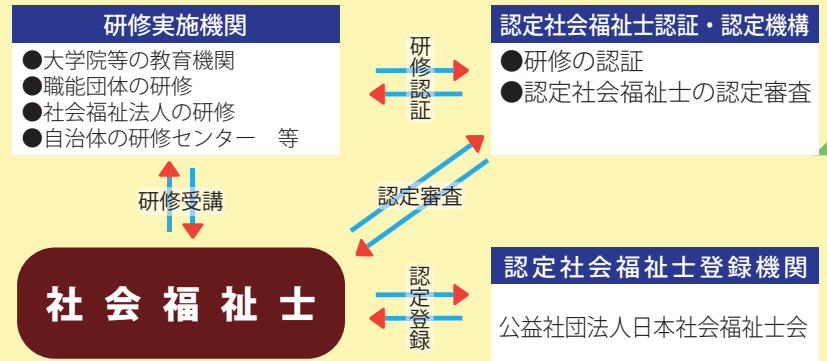 研修実施機関
●大学院等の教育機関
●職能団体の研修
●社会福祉法人の研修
●自治体の研修センター　等
研修認証
認定社会福祉士認証・認定機構
●研修の認証
●認定社会福祉士の認定審査
研修受講
認定審査
社会福祉士
認定登録
認定社会福祉士登録機関
公益社団法人日本社会福祉士会